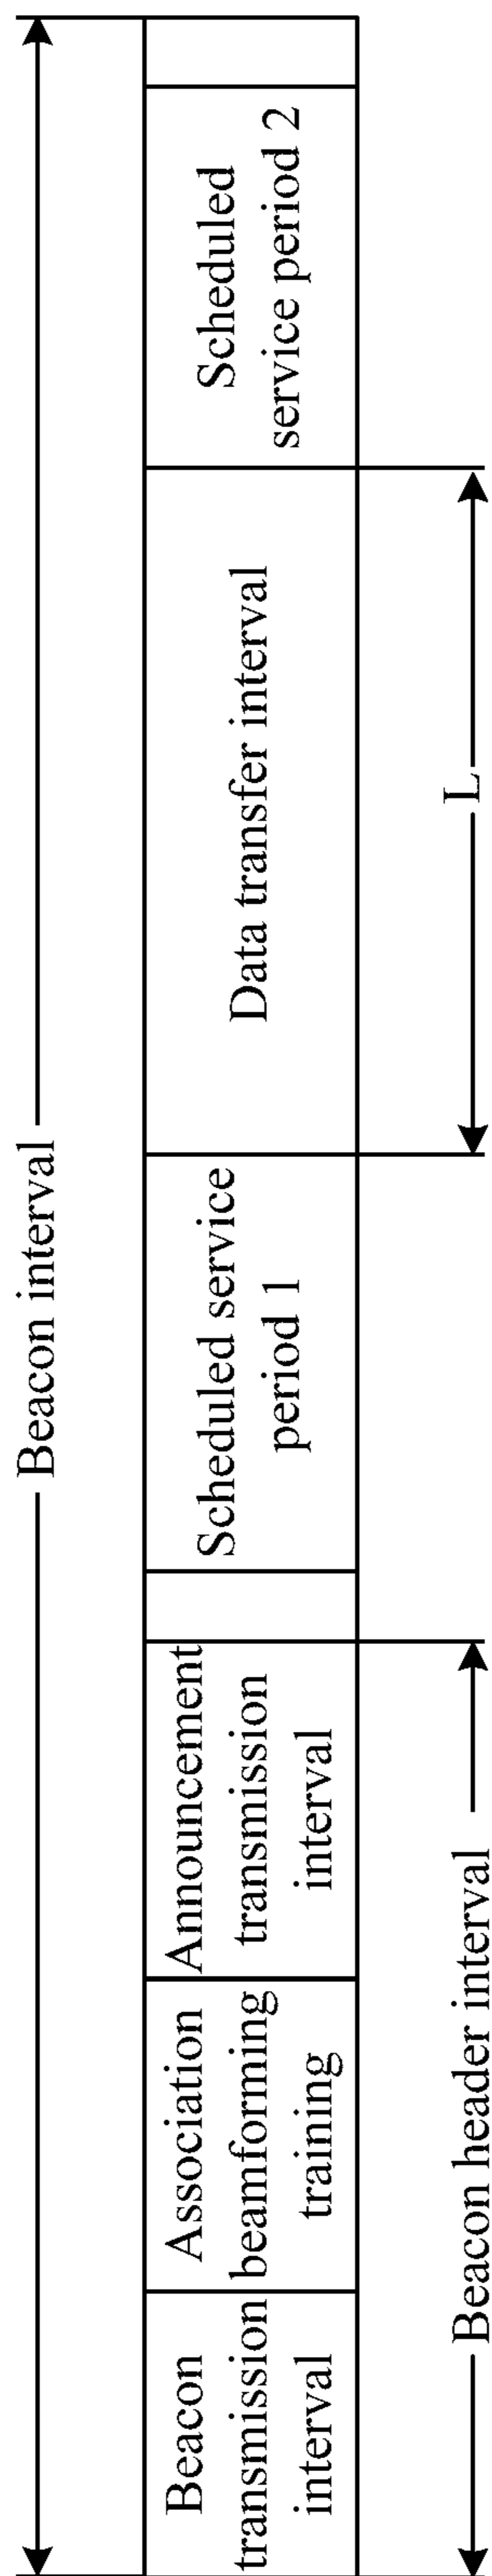 Beacon interval
Beacon
transmission
interval
Association
beamforming
training
Announcement
transmission
interval
Scheduled service
period 1
Data transfer interval
Scheduled
service period 2
Beacon header interval
L